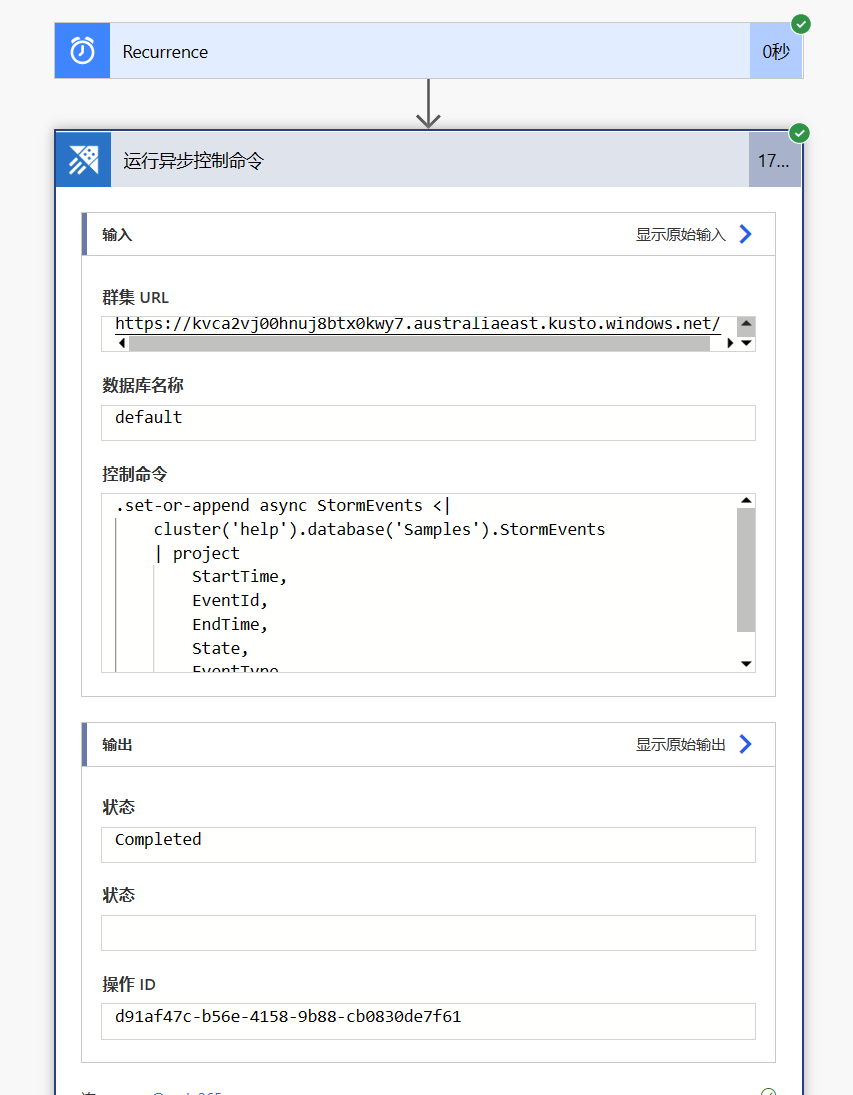 Recurrence
0秒
运行异步控制命令
17...
输入
显示原始输入
群集 URL
https://kvca2vj00hnuj8btx0kwy7.australiaeast.kusto.windows.net/
数据库名称
default
控制命令
.set-or-append async StormEvents <|
cluster('help').database('Samples').StormEvents
| project
StartTime,
EventId,
EndTime,
State,
EventType
输出
显示原始输出
状态
Completed
状态
操作 ID
d91af47c-b56e-4158-9b88-cb0830de7f61